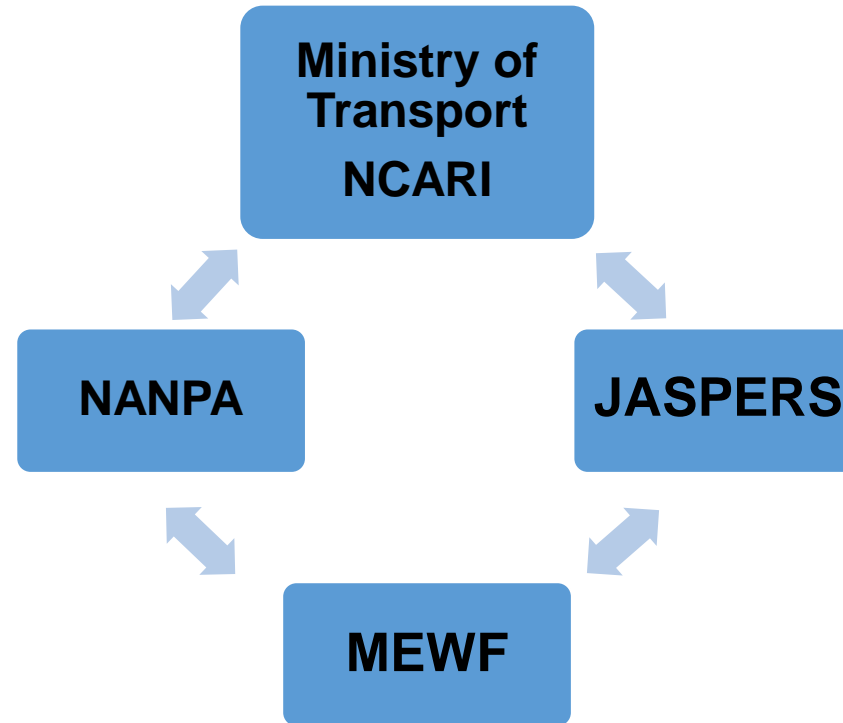 Ministry of
Transport
NCARI
NANPA
JASPERS
MEWF